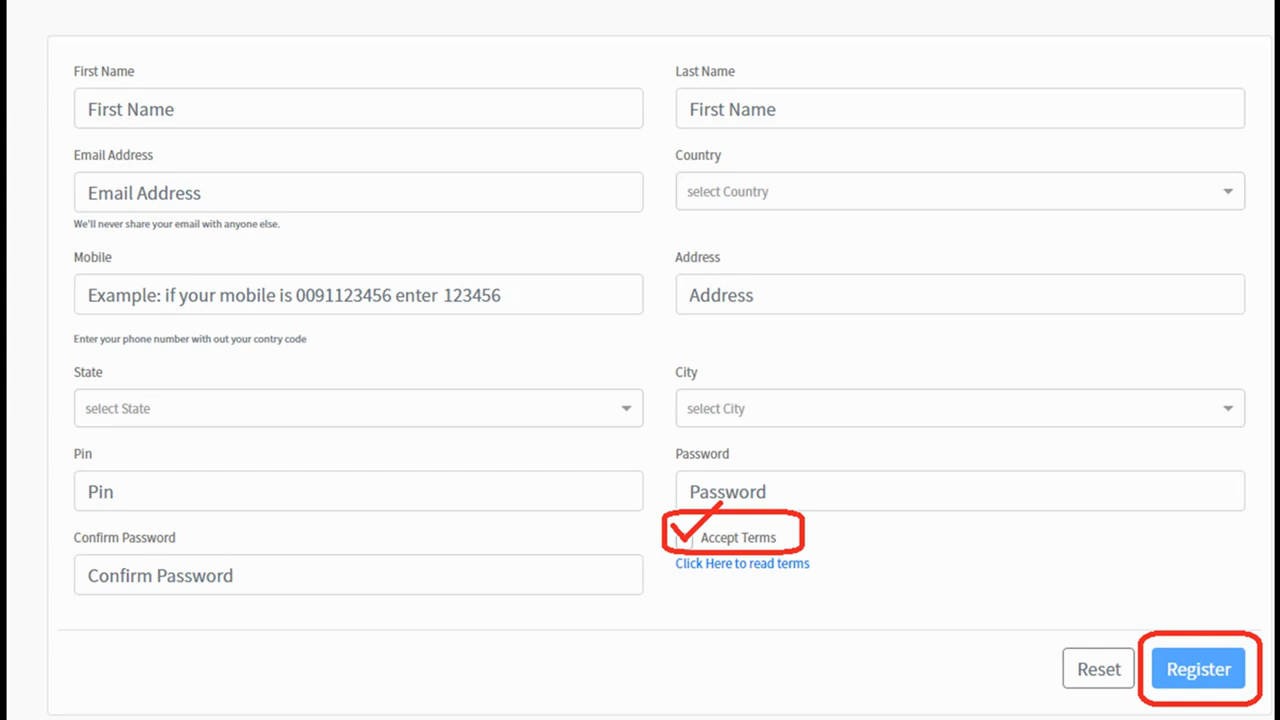 First Name
Last Name
First Name
First Name
Email Address
Country
Email Address
select Country
We'll never share your email with anyone else.
Mobile
Address
Example: if your mobile is 0091123456 enter 123456
Address
Enter your phone number with out your contry code
State
City
select State
select City
Pin
Password
Pin
Password
Confirm Password
Accept Terms
Confirm Password
Click Here to read terms
Reset
Register